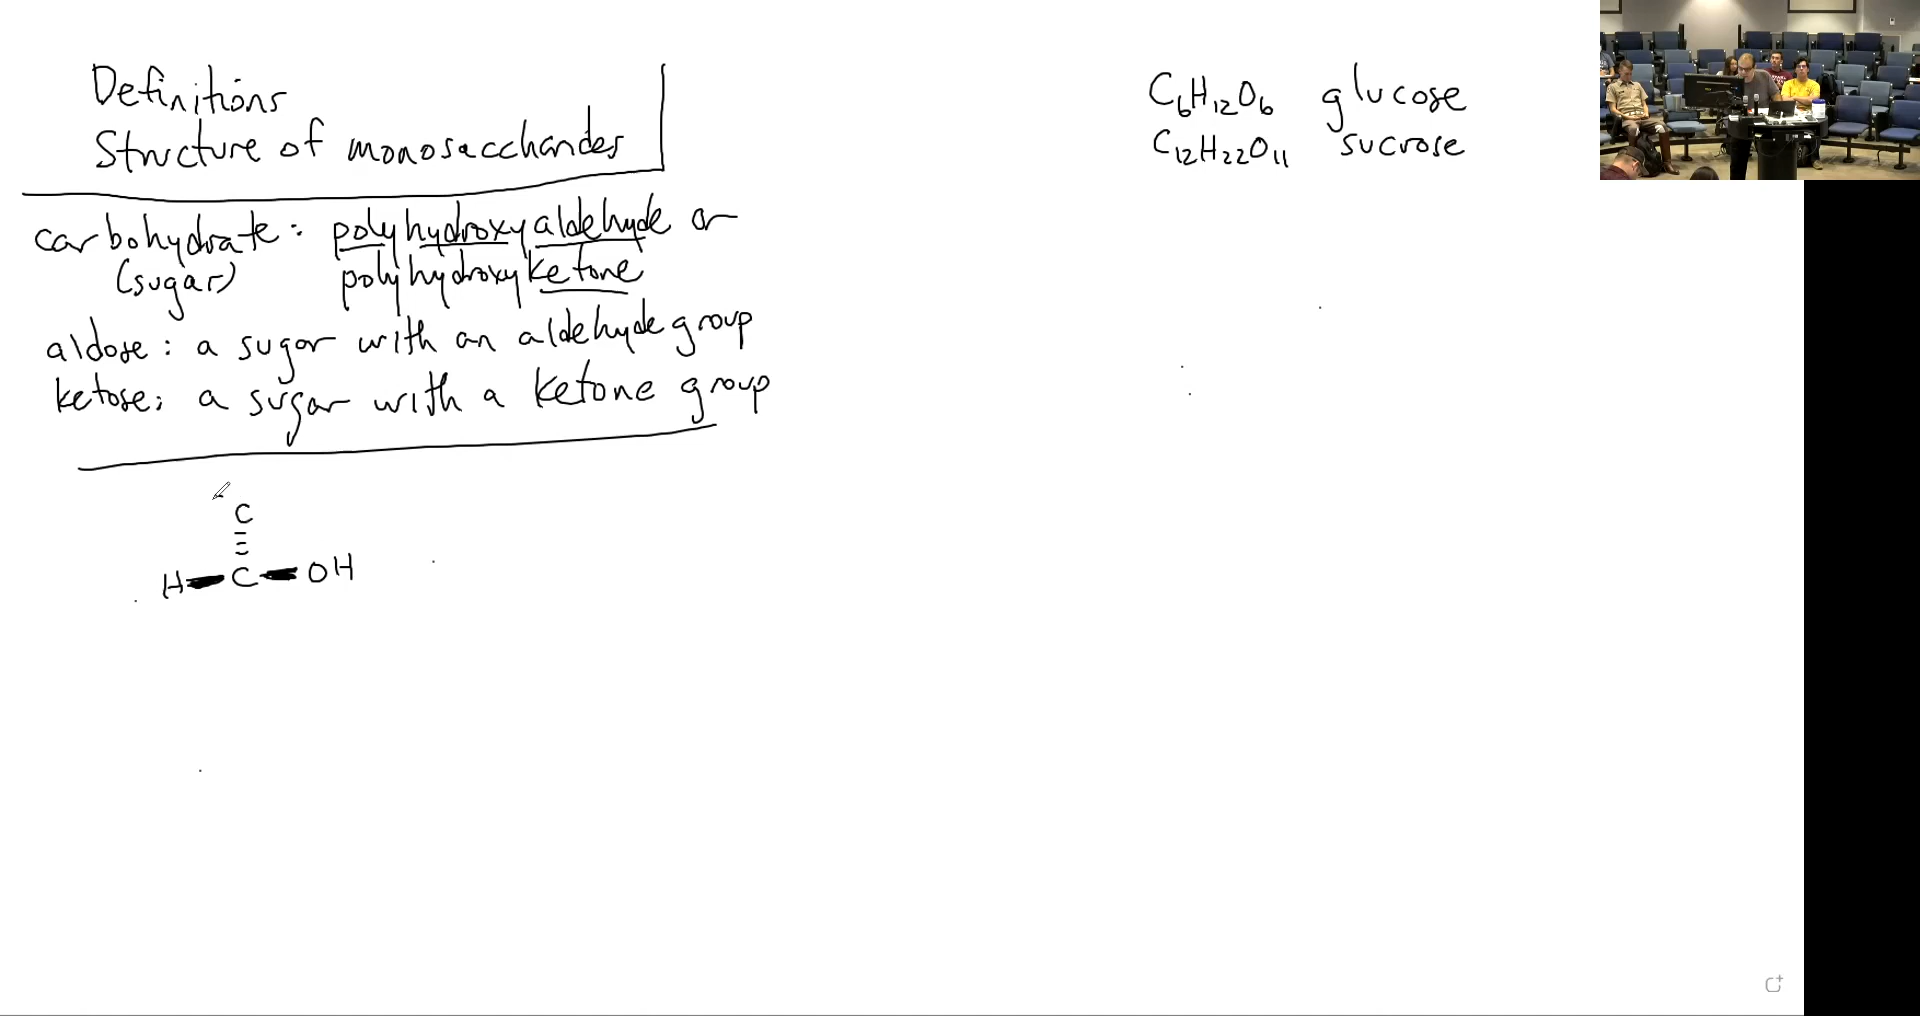 Definitions
Structure of monosacchandes
carbohydrate: polyhydroxyaldehyde or
(sugar) polyhydroxyketone
aldose: a sugar with an aldehyde group
ketose: a sugar with a ketone group
C
H C OH
C₆H₁₂O₆ glucose
C₁₂H₂₂O₁₁ sucrose